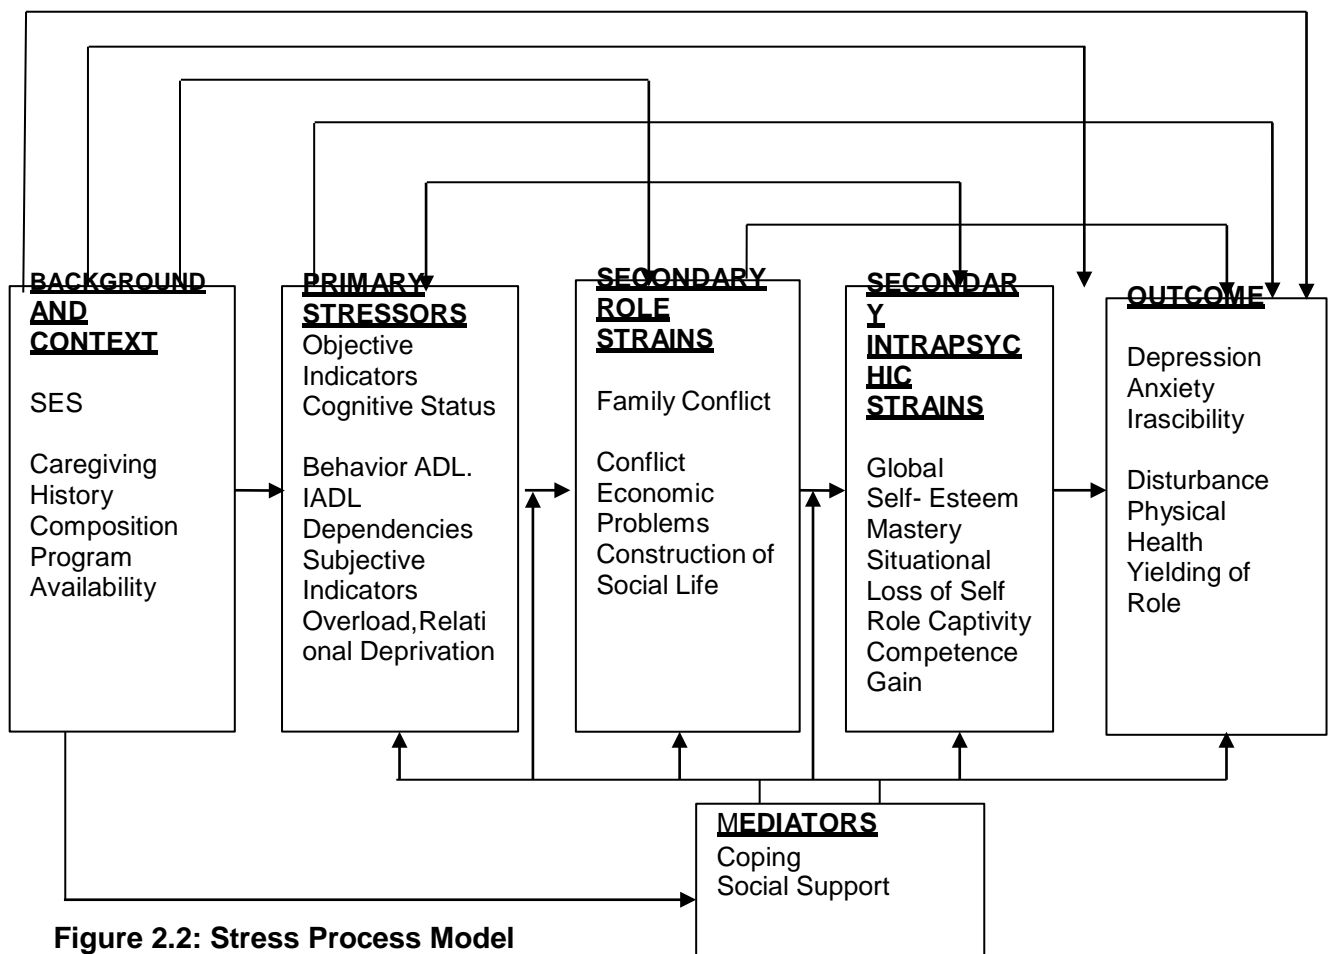 BACKGROUND
AND
CONTEXT
SES
Caregiving
History
Composition
Program
Availability
PRIMARY
STRESSORS
Objective
Indicators
Cognitive Status
Behavior ADL.
IADL
Dependencies
Subjective
Indicators
Overload,Relati
onal Deprivation
SECONDARY
ROLE
STRAINS
Family Conflict
Conflict
Economic
Problems
Construction of
Social Life
SECONDAR
Y
INTRAPSYC
HIC
STRAINS
Global
Self- Esteem
Mastery
Situational
Loss of Self
Role Captivity
Competence
Gain
OUTCOME
Depression
Anxiety
Irascibility
Disturbance
Physical
Health
Yielding of
Role
MEDIATORS
Coping
Social Support
Figure 2.2: Stress Process Model